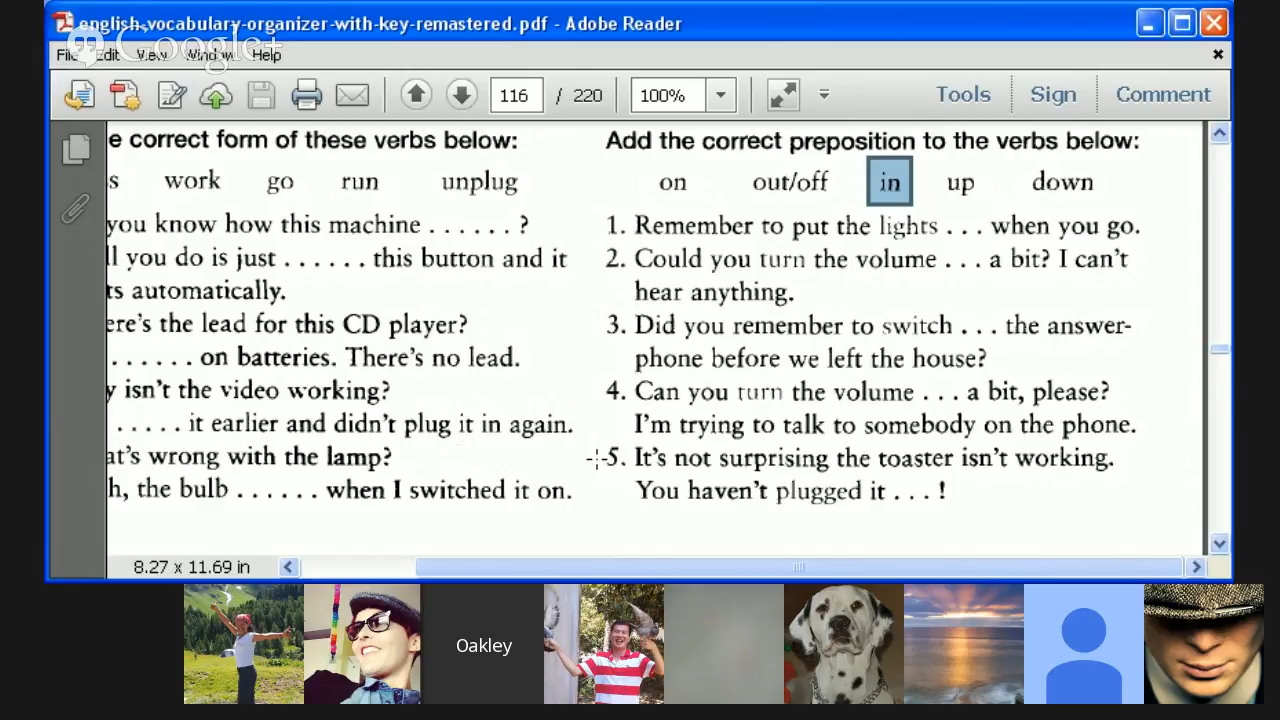 english-vocabulary-organizer-with-key-remastered.pdf - Adobe Reader
Google+
File Edit View Window Help
116 / 220 100% Tools Sign Comment
e correct form of these verbs below:
s work go run unplug
you know how this machine . . . . . . ?
ll you do is just . . . . . . this button and it
ts automatically.
ere's the lead for this CD player?
. . . . . . on batteries. There's no lead.
y isn't the video working?
. . . . . it earlier and didn't plug it in again.
at's wrong with the lamp?
h, the bulb . . . . . . when I switched it on.
Add the correct preposition to the verbs below:
on out/off in up down
1. Remember to put the lights . . . when you go.
2. Could you turn the volume . . . a bit? I can't
hear anything.
3. Did you remember to switch . . . the answer-
phone before we left the house?
4. Can you turn the volume . . . a bit, please?
I'm trying to talk to somebody on the phone.
5. It's not surprising the toaster isn't working.
You haven't plugged it . . . !
8.27 x 11.69 in
Oakley